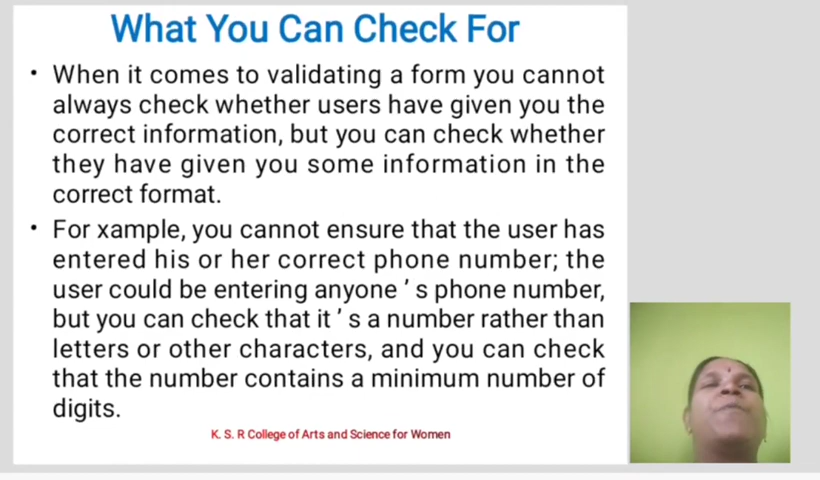 What You Can Check For
• When it comes to validating a form you cannot
always check whether users have given you the
correct information, but you can check whether
they have given you some information in the
correct format.
• For xample, you cannot ensure that the user has
entered his or her correct phone number; the
user could be entering anyone ' s phone number,
but you can check that it ' s a number rather than
letters or other characters, and you can check
that the number contains a minimum number of
digits.
K. S. R College of Arts and Science for Women